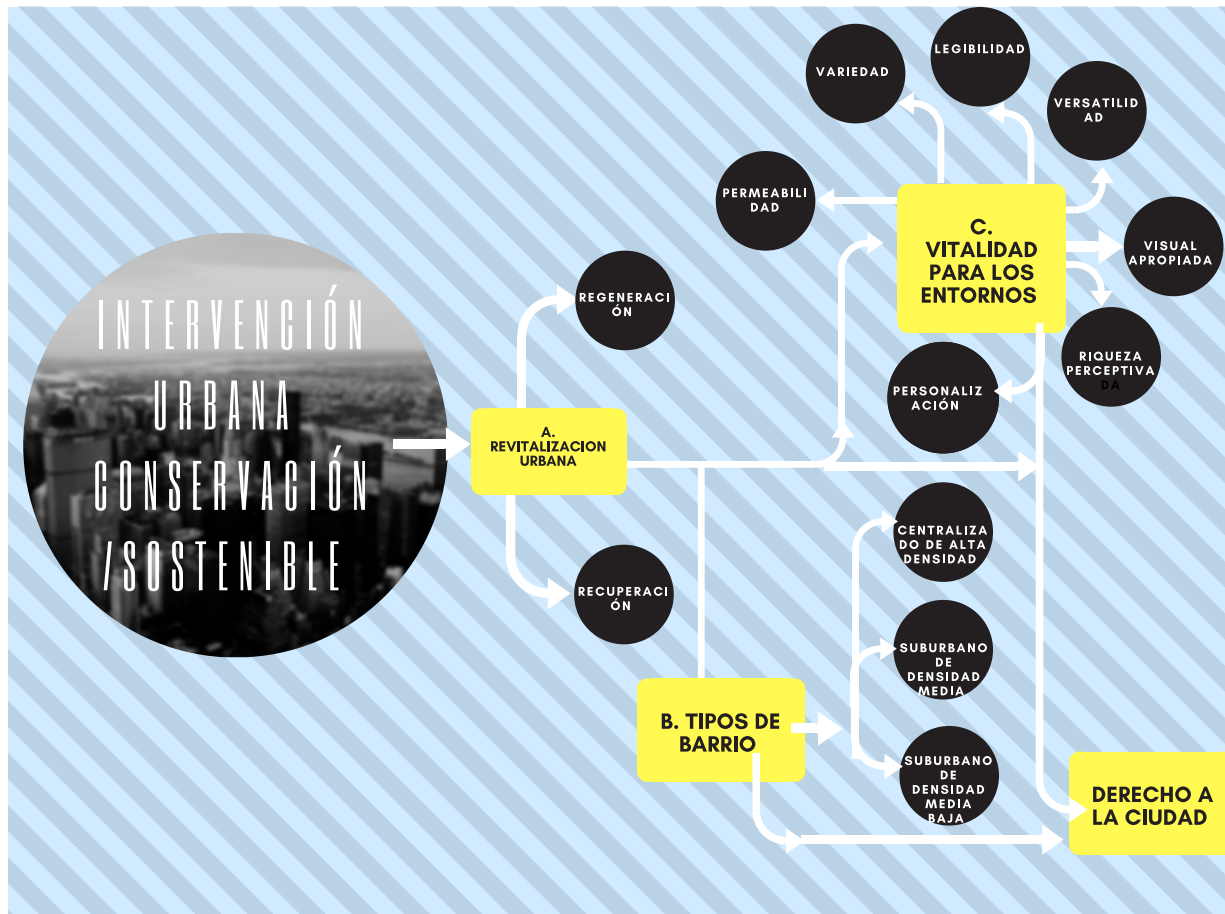 INTERVENCIÓN
URBANA
CONSERVACIÓN
/SOSTENIBLE
A.
REVITALIZACION
URBANA
REGENERACI
ÓN
RECUPERACI
ÓN
B. TIPOS DE
BARRIO
CENTRALIZA
DO DE ALTA
DENSIDAD
SUBURBANO
DE
DENSIDAD
MEDIA
SUBURBANO
DE
DENSIDAD
MEDIA
BAJA
C.
VITALIDAD
PARA LOS
ENTORNOS
PERMEABILI
DAD
VARIEDAD
LEGIBILIDAD
VERSATILID
AD
VISUAL
APROPIADA
RIQUEZA
PERCEPTIVA
DA
PERSONALIZ
ACIÓN
DERECHO A
LA CIUDAD